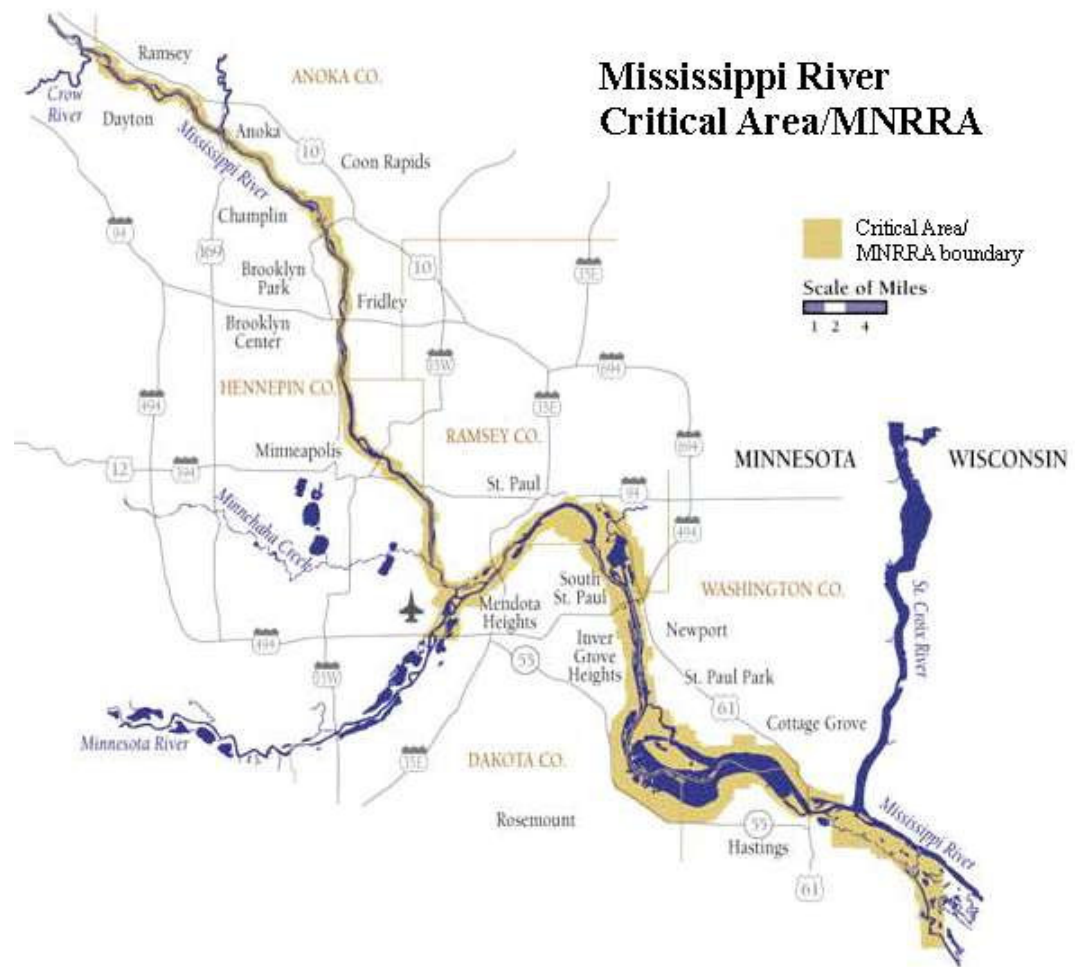 Mississippi River
Critical Area/MNRRA
Ramsey
ANOKA CO.
Crow
River
Dayton
Mississippi River
Anoka
10
Coon Rapids
Champlin
94
169
Critical Area/
MNRRA boundary
Brooklyn
Park
10
35E
Scale of Miles
1 2 4
Fridley
Brooklyn
Center
35W
694
HENNEPIN CO.
494
35E
RAMSEY CO.
694
Minneapolis
MINNESOTA
WISCONSIN
12
394
St. Paul
94
Minnehaha Creek
494
South
St. Paul
WASHINGTON CO.
St. Croix River
Mendota
Heights
Newport
494
Inver
Grove
Heights
55
35W
St. Paul Park
61
Cottage Grove
Minnesota River
35E
DAKOTA CO.
Rosemount
55
Hastings
Mississippi River
61